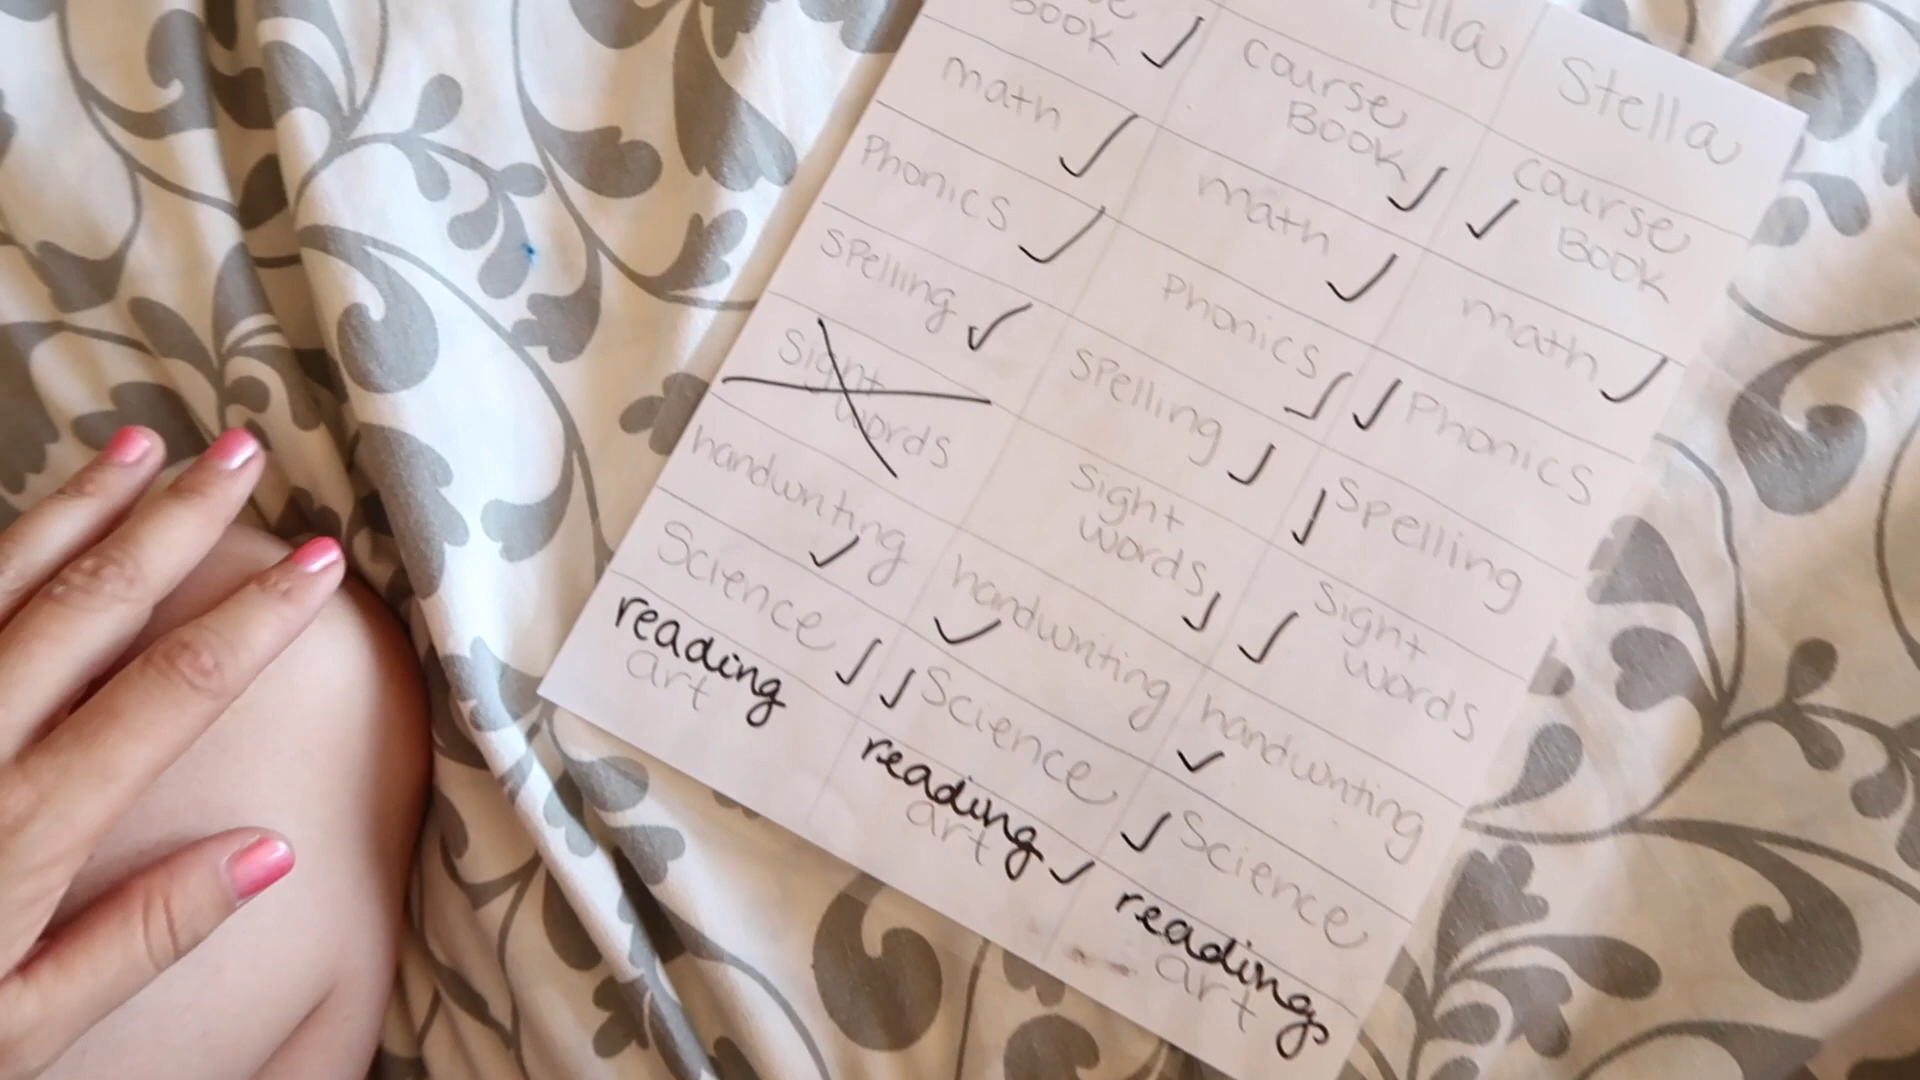 Stella
Book
math
Phonics
spelling
Sight
words
handwriting
Science
reading
art
course
Book
math
Phonics
spelling
Sight
words
handwriting
Science
reading
art
Stella
course
Book
math
Phonics
Spelling
Sight
words
handwriting
Science
reading
art